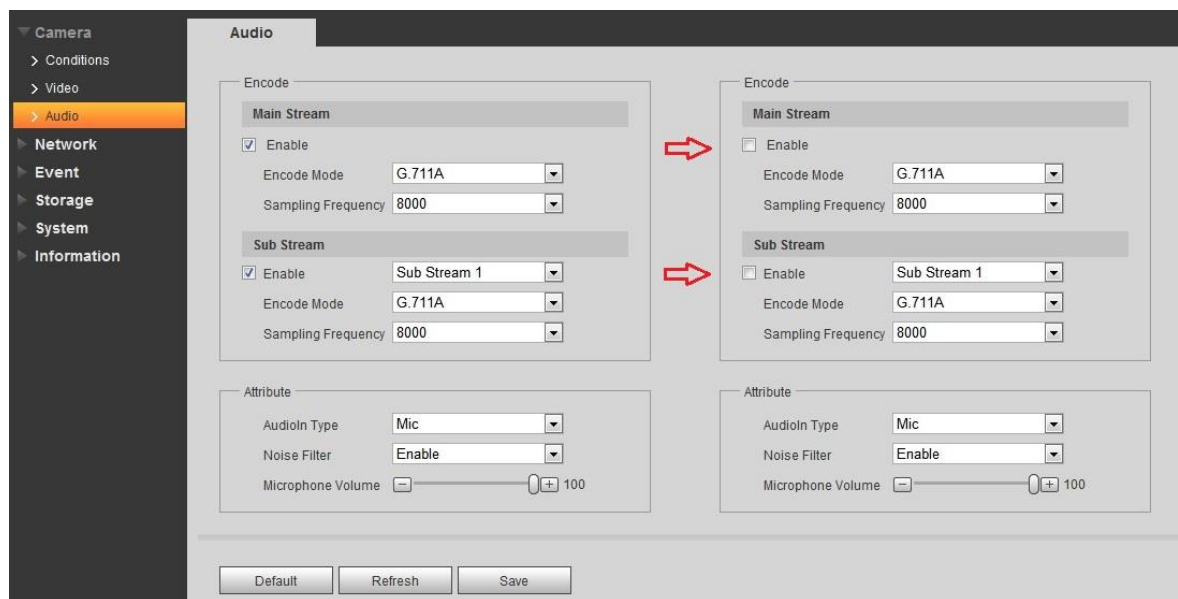 Camera
Conditions
Video
Audio
Network
Event
Storage
System
Information
Audio
Encode
Main Stream
Enable
Encode Mode G.711A
Sampling Frequency 8000
Sub Stream
Enable Sub Stream 1
Encode Mode G.711A
Sampling Frequency 8000
Attribute
AudioIn Type Mic
Noise Filter Enable
Microphone Volume 100
Encode
Main Stream
Enable
Encode Mode G.711A
Sampling Frequency 8000
Sub Stream
Enable Sub Stream 1
Encode Mode G.711A
Sampling Frequency 8000
Attribute
AudioIn Type Mic
Noise Filter Enable
Microphone Volume 100
Default Refresh Save